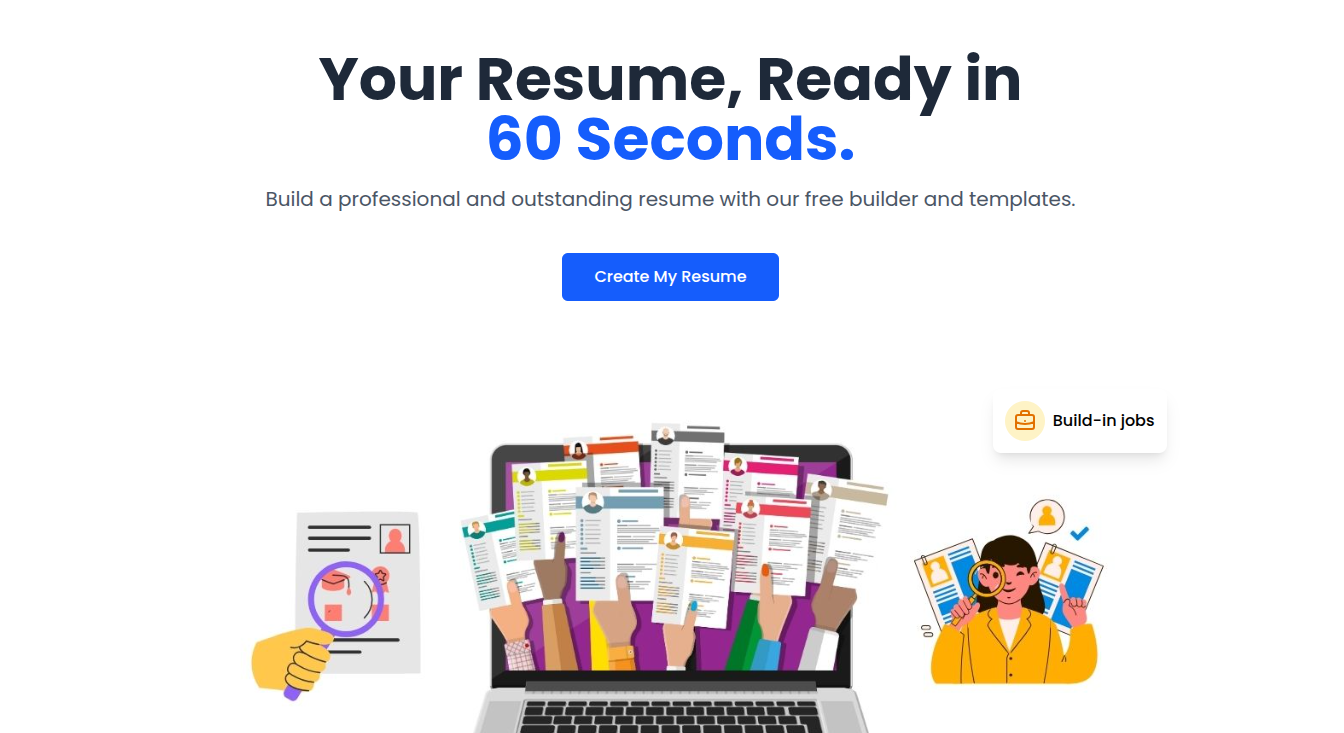 Your Resume, Ready in
60 Seconds.
Build a professional and outstanding resume with our free builder and templates.
Create My Resume
Build-in jobs